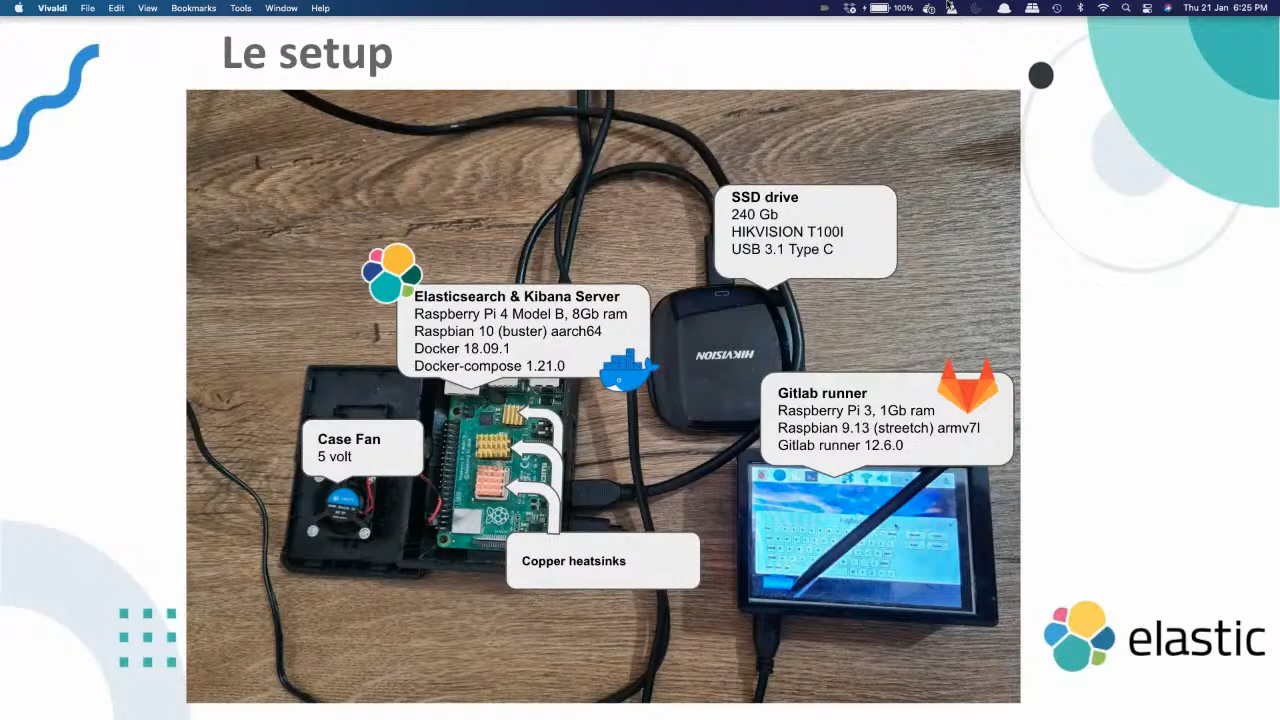 Vivaldi File Edit View Bookmarks Tools Window Help 100% Thu 21 Jan 6:25 PM
Le setup
SSD drive
240 Gb
HIKVISION T100I
USB 3.1 Type C
Elasticsearch & Kibana Server
Raspberry Pi 4 Model B, 8Gb ram
Raspbian 10 (buster) aarch64
Docker 18.09.1
Docker-compose 1.21.0
HIKVISION
Gitlab runner
Raspberry Pi 3, 1Gb ram
Raspbian 9.13 (streetch) armv7l
Gitlab runner 12.6.0
Case Fan
5 volt
Copper heatsinks
elastic